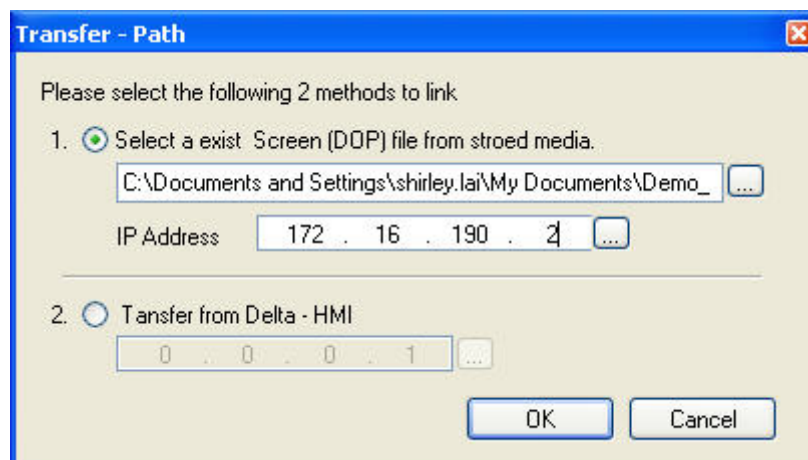 Transfer - Path
Please select the following 2 methods to link
1. Select a exist Screen (DOP) file from stroed media.
C:\Documents and Settings\shirley.lai\My Documents\Demo_ ...
IP Address 172 . 16 . 190 . 2 ...
2. Tansfer from Delta - HMI
0 . 0 . 0 . 1 ...
OK Cancel